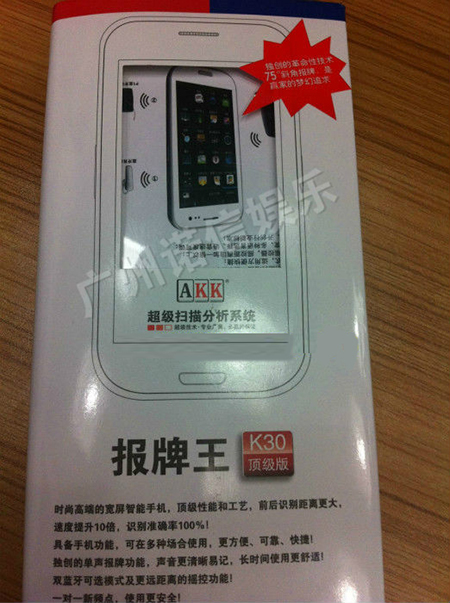 独创的革命性技术
75°斜角报牌,是
赢家的梦幻追求
广州诺信娱乐
AKK®
超级扫描分析系统
报牌王 K30
顶级版
时尚高端的宽屏智能手机,顶级性能和工艺,前后识别距离更大,
速度提升10倍,识别准确率100%!
具备手机功能,可在多种场合使用,更方便、可靠、快捷!
独创的单声报牌功能,声音更清晰易记,长时间使用更舒适!
双蓝牙可选模式及更远距离的摇控功能!
一对一新频点,使用更安全!